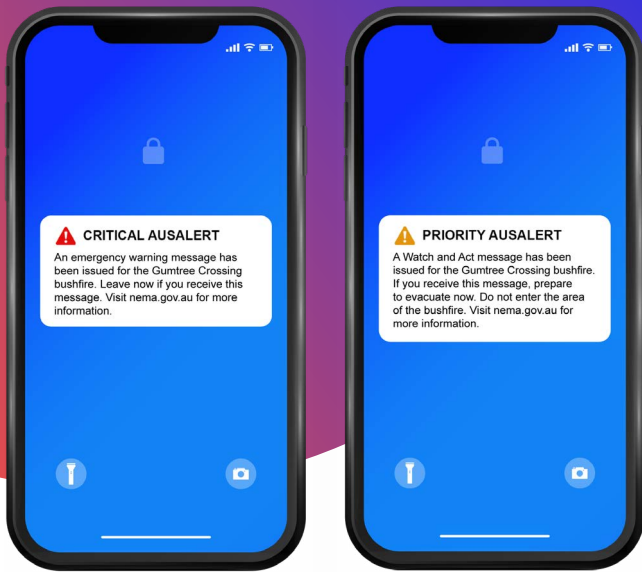 CRITICAL AUSALERT
An emergency warning message has
been issued for the Gumtree Crossing
bushfire. Leave now if you receive this
message. Visit nema.gov.au for more
information.
PRIORITY AUSALERT
A Watch and Act message has been
issued for the Gumtree Crossing bushfire.
If you receive this message, prepare
to evacuate now. Do not enter the area
of the bushfire. Visit nema.gov.au for
more information.